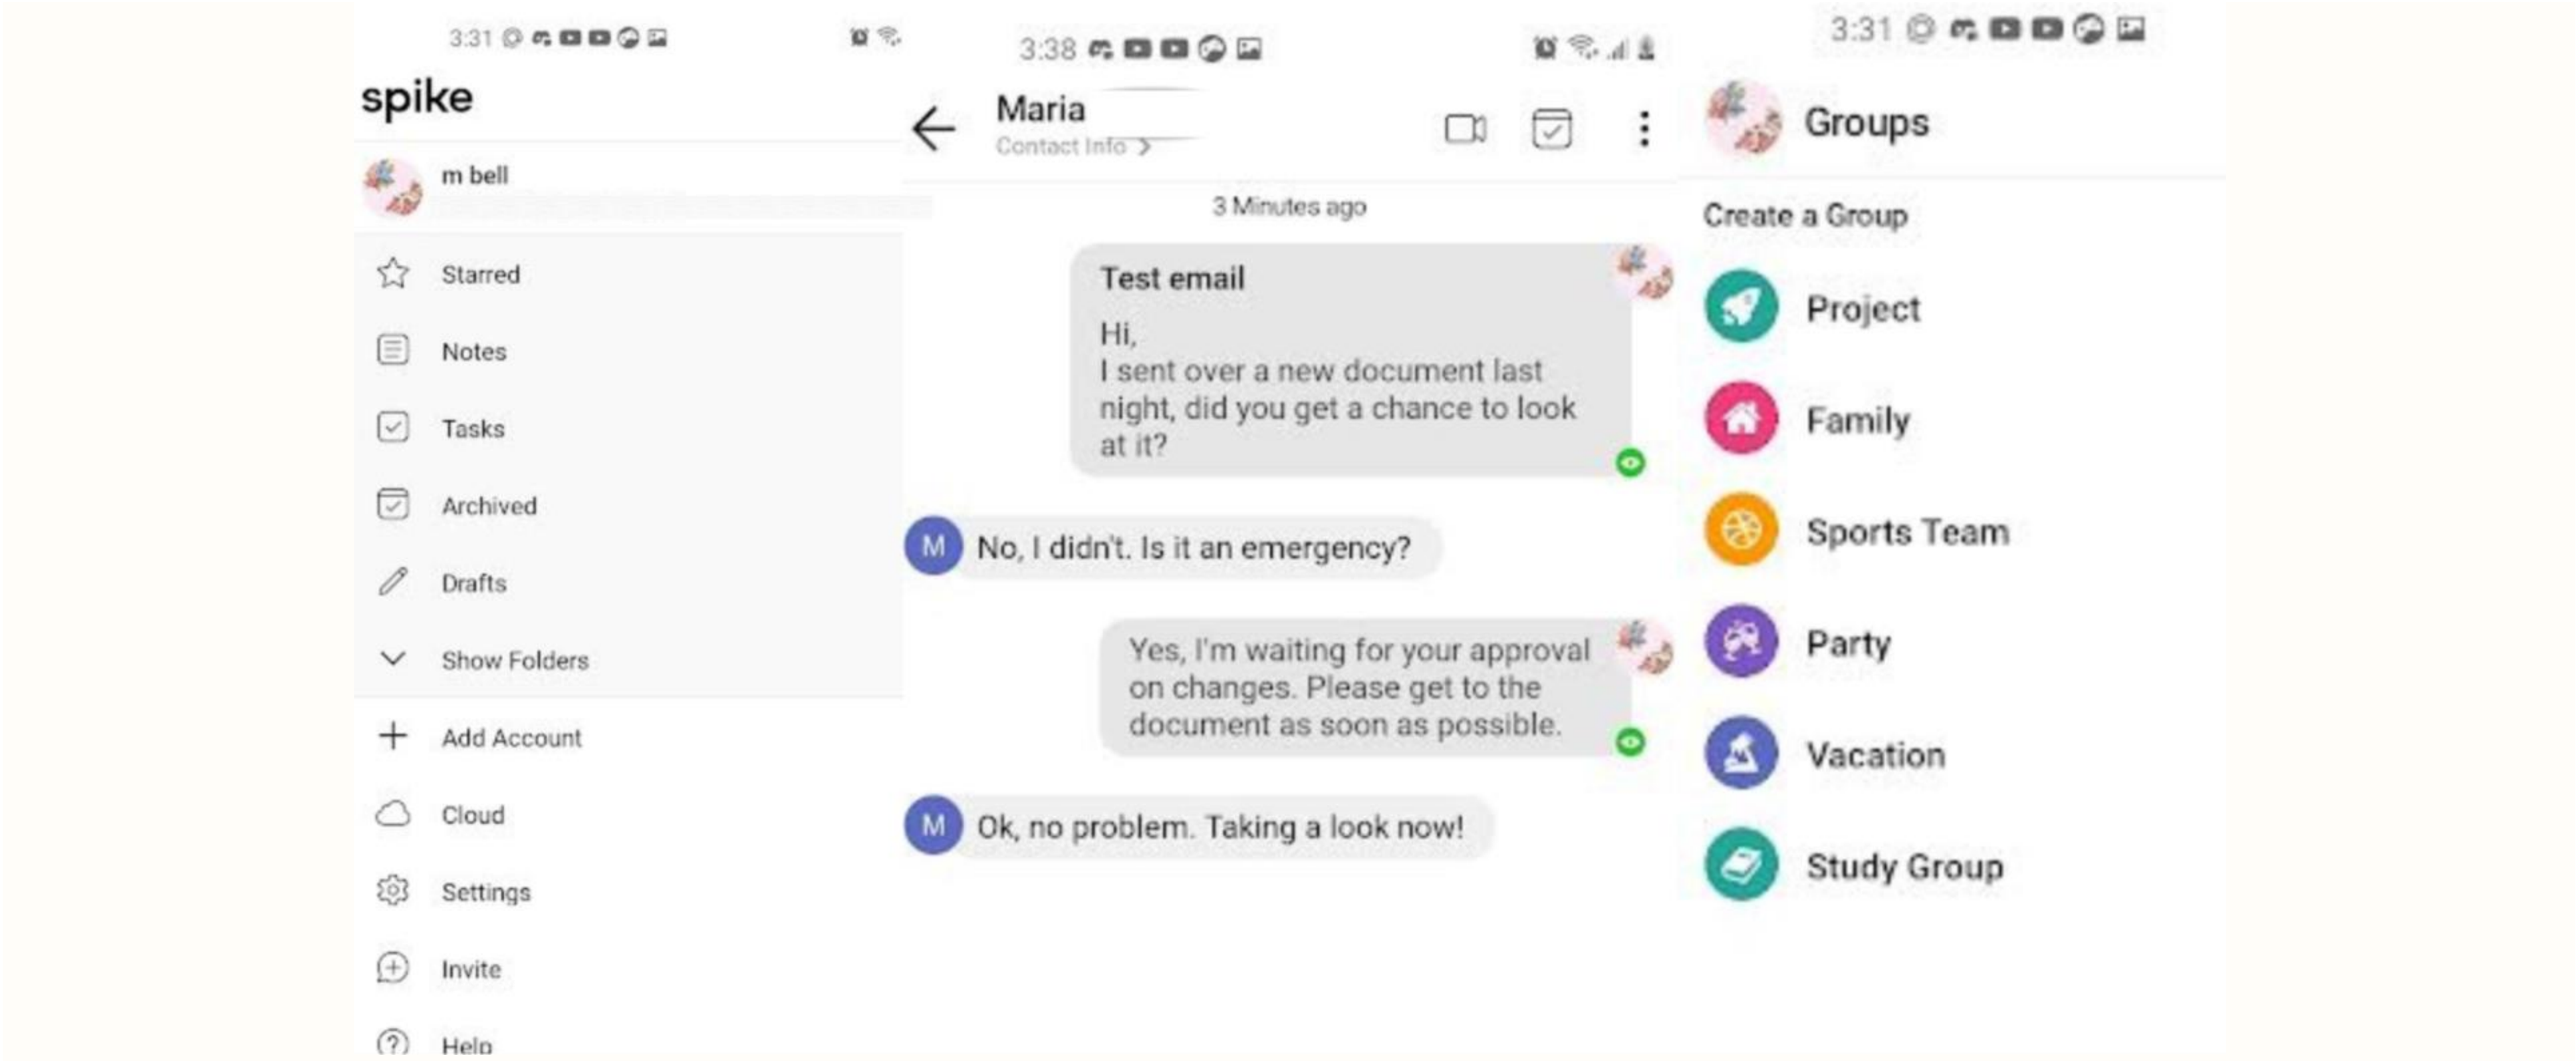 3:31
spike
m bell
Starred
Notes
Tasks
Archived
Drafts
Show Folders
Add Account
Cloud
Settings
Invite
Help
3:38
Maria
Contact Info >
3 Minutes ago
Test email
Hi,
I sent over a new document last
night, did you get a chance to look
at it?
M
No, I didn't. Is it an emergency?
Yes, I'm waiting for your approval
on changes. Please get to the
document as soon as possible.
M
Ok, no problem. Taking a look now!
3:31
Groups
Create a Group
Project
Family
Sports Team
Party
Vacation
Study Group